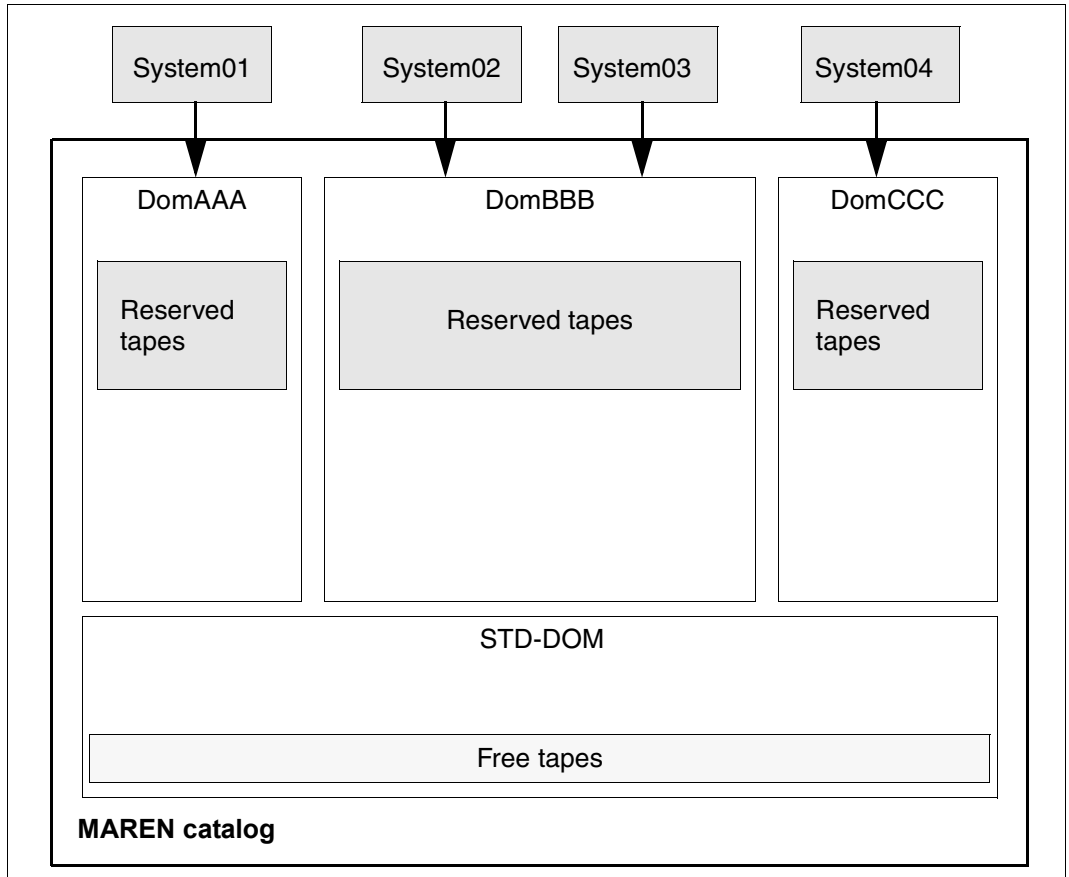 System01
System02
System03
System04
DomAAA
DomBBB
DomCCC
Reserved
tapes
Reserved tapes
Reserved
tapes
STD-DOM
Free tapes
MAREN catalog